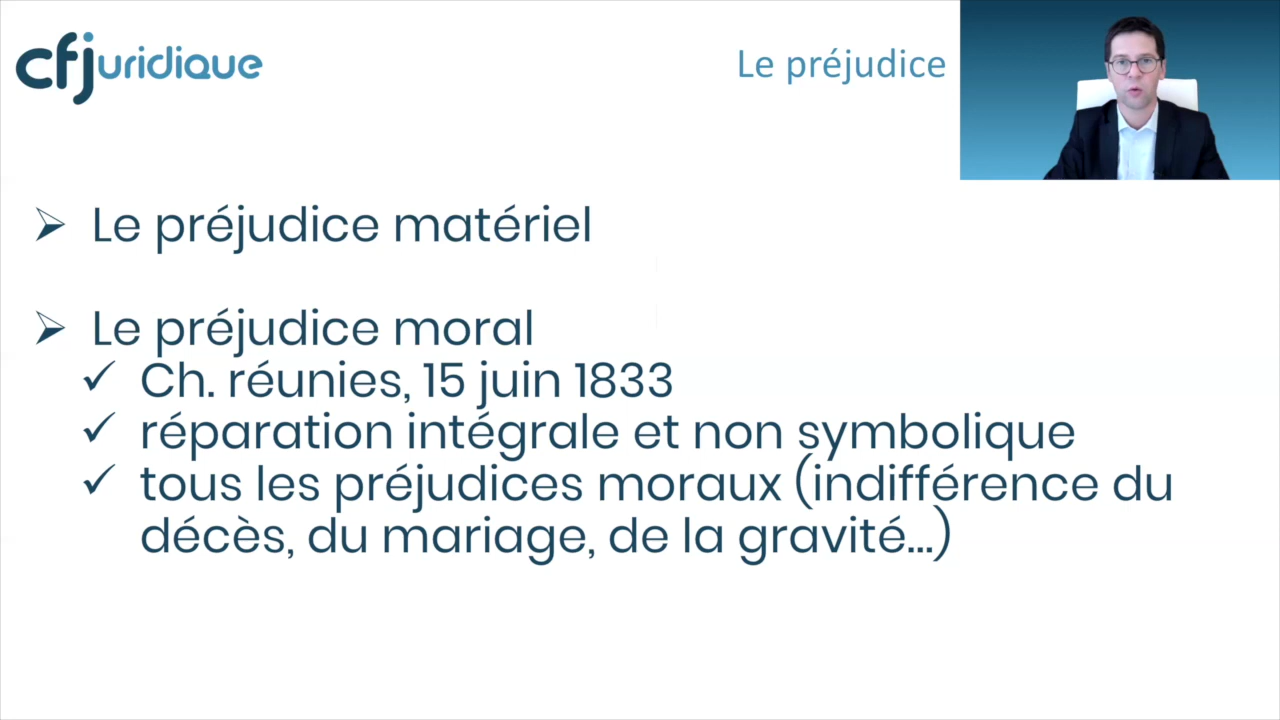 cfjuridique
Le préjudice
Le préjudice matériel
Le préjudice moral
Ch. réunies, 15 juin 1833
réparation intégrale et non symbolique
tous les préjudices moraux (indifférence du
décès, du mariage, de la gravité...)